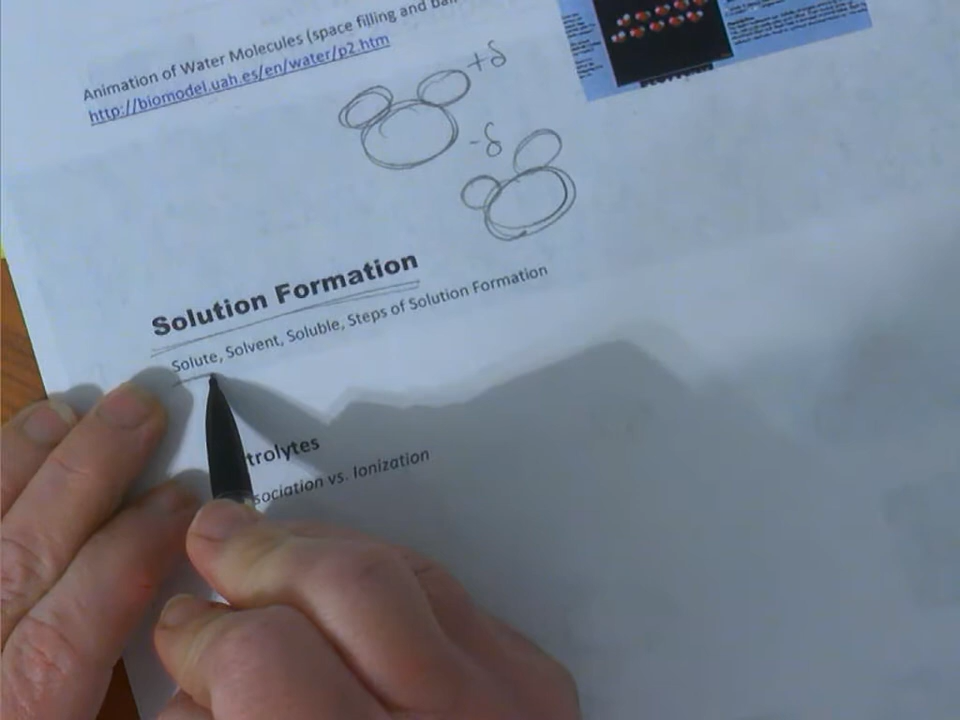 Animation of Water Molecules (space filling and
http://biomodel.uah.es/en/water/p2.htm
+δ
-δ
Solution Formation
Solute, Solvent, Soluble, Steps of Solution Formation
trolytes
sociation vs. Ionization